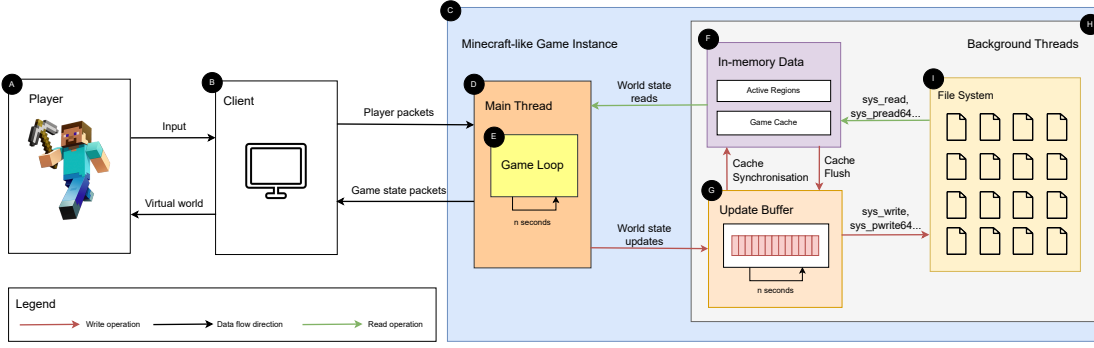 C
H
Minecraft-like Game Instance
Background Threads
A
Player
Input
Virtual world
B
Client
Player packets
Game state packets
D
Main Thread
E
Game Loop
n seconds
World state
reads
World state
updates
F
In-memory Data
Active Regions
Game Cache
Cache
Synchronisation
Cache
Flush
G
Update Buffer
n seconds
sys_read,
sys_pread64...
sys_write,
sys_pwrite64...
I
File System
Legend
Write operation
Data flow direction
Read operation